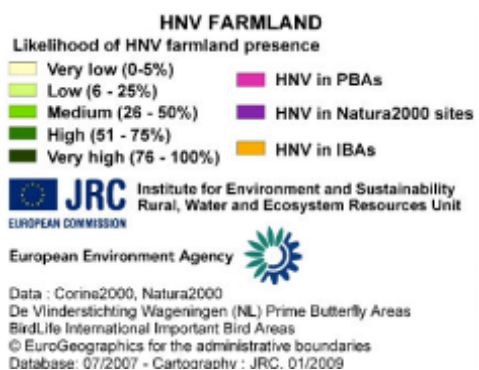 HNV FARMLAND
Likelihood of HNV farmland presence
Very low (0-5%)
Low (6 - 25%)
Medium (26 - 50%)
High (51 - 75%)
Very high (76 - 100%)
HNV in PBAs
HNV in Natura2000 sites
HNV in IBAs
JRC
EUROPEAN COMMISSION
Institute for Environment and Sustainability
Rural, Water and Ecosystem Resources Unit
European Environment Agency
Data : Corine2000, Natura2000
De Vlinderstichting Wageningen (NL) Prime Butterfly Areas
BirdLife International Important Bird Areas
© EuroGeographics for the administrative boundaries
Database: 07/2007 - Cartography : JRC, 01/2009